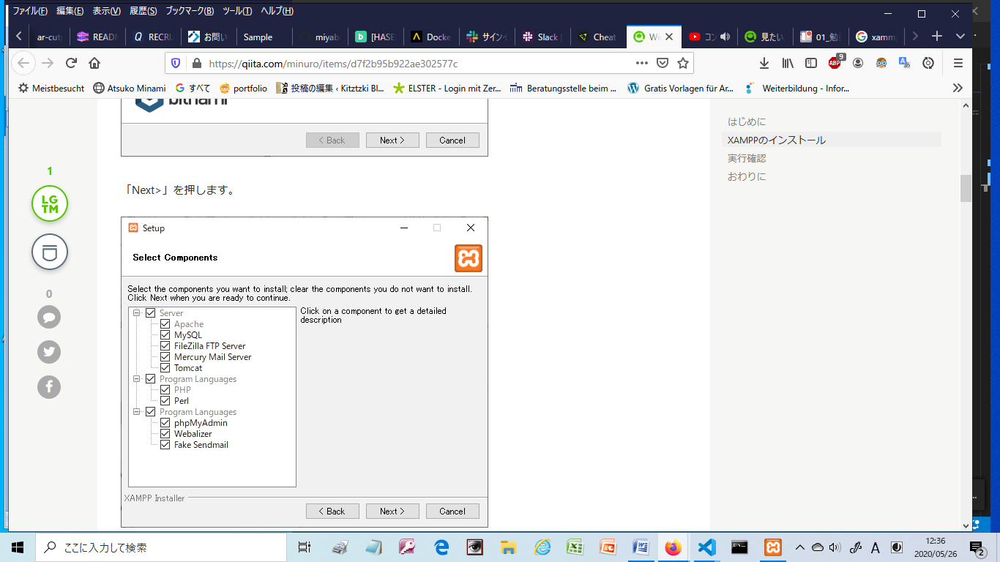 ファイル(F) 編集(E) 表示(V) 履歴(S) ブックマーク(B) ツール(T) ヘルプ(H)
ar-cut READM RECRU お問い Sample miyab [HASE Docke サインイ Slack Cheat Wi コン 見たい 01_勉 xamp
https://qiita.com/minuro/items/d7f2b95b922ae302577c
ABP 9
Meistbesucht Atsuko Minami すべて portfolio 投稿の編集 ‹ Kitztzki Bl... ELSTER - Login mit Zer... Beratungsstelle beim ... Gratis Vorlagen für Ar... Weiterbildung - Infor...
bitnami
< Back Next > Cancel
はじめに
XAMPPのインストール
実行確認
おわりに
1
LG
TM
0
「Next>」を押します。
Setup
Select Components
Select the components you want to install; clear the components you do not want to install.
Click Next when you are ready to continue.
Server
Apache
MySQL
FileZilla FTP Server
Mercury Mail Server
Tomcat
Program Languages
PHP
Perl
Program Languages
phpMyAdmin
Webalizer
Fake Sendmail
Click on a component to get a detailed
description
XAMPP Installer
< Back Next > Cancel
ここに入力して検索
A
12:36
2020/05/26
2